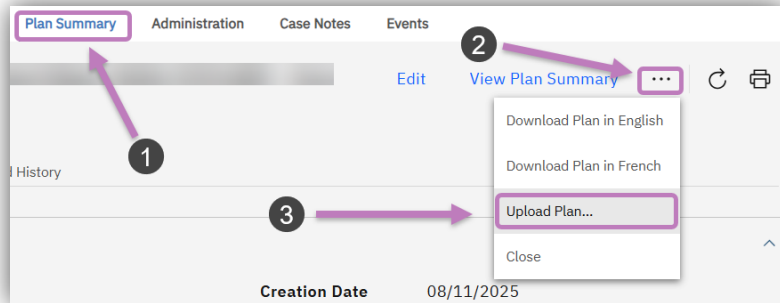 Plan Summary Administration Case Notes Events
2
Edit View Plan Summary ...
Download Plan in English
1
Download Plan in French
History
3 Upload Plan...
Close
Creation Date 08/11/2025